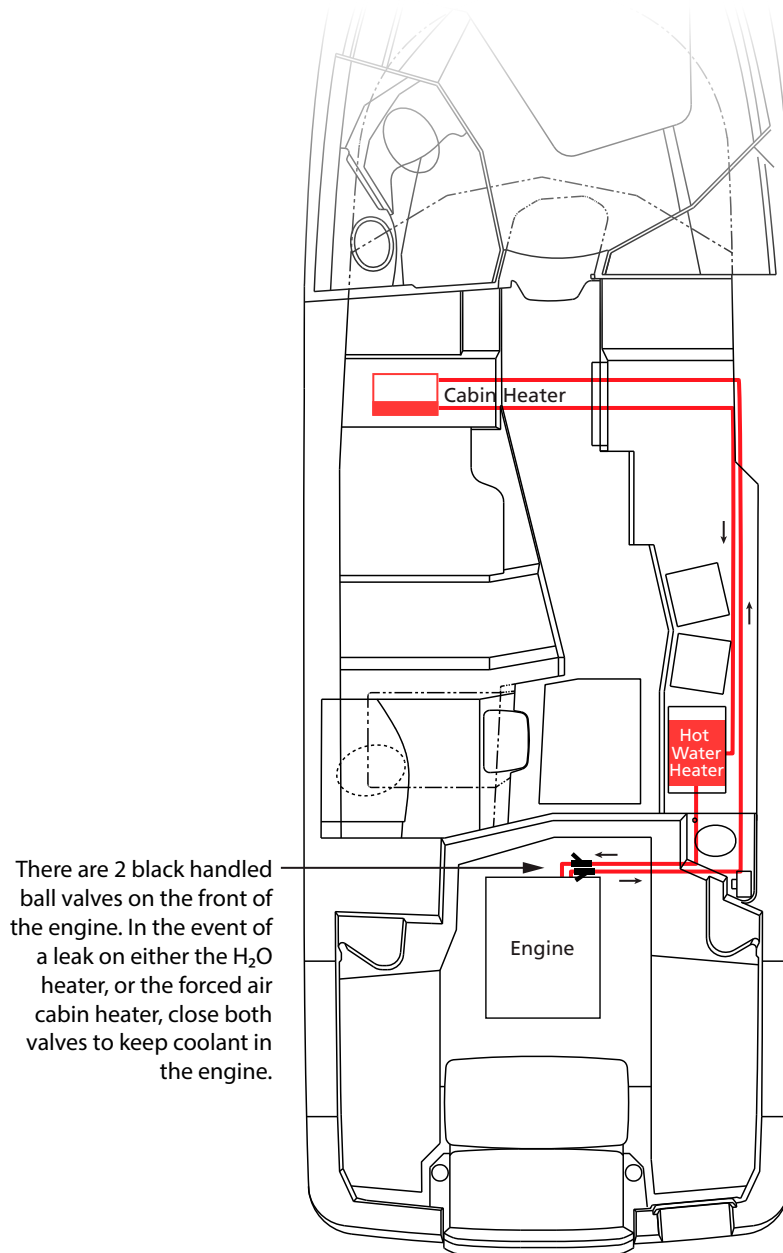 Cabin Heater
Hot
Water
Heater
There are 2 black handled
ball valves on the front of
the engine. In the event of
a leak on either the H₂O
heater, or the forced air
cabin heater, close both
valves to keep coolant in
the engine.
Engine